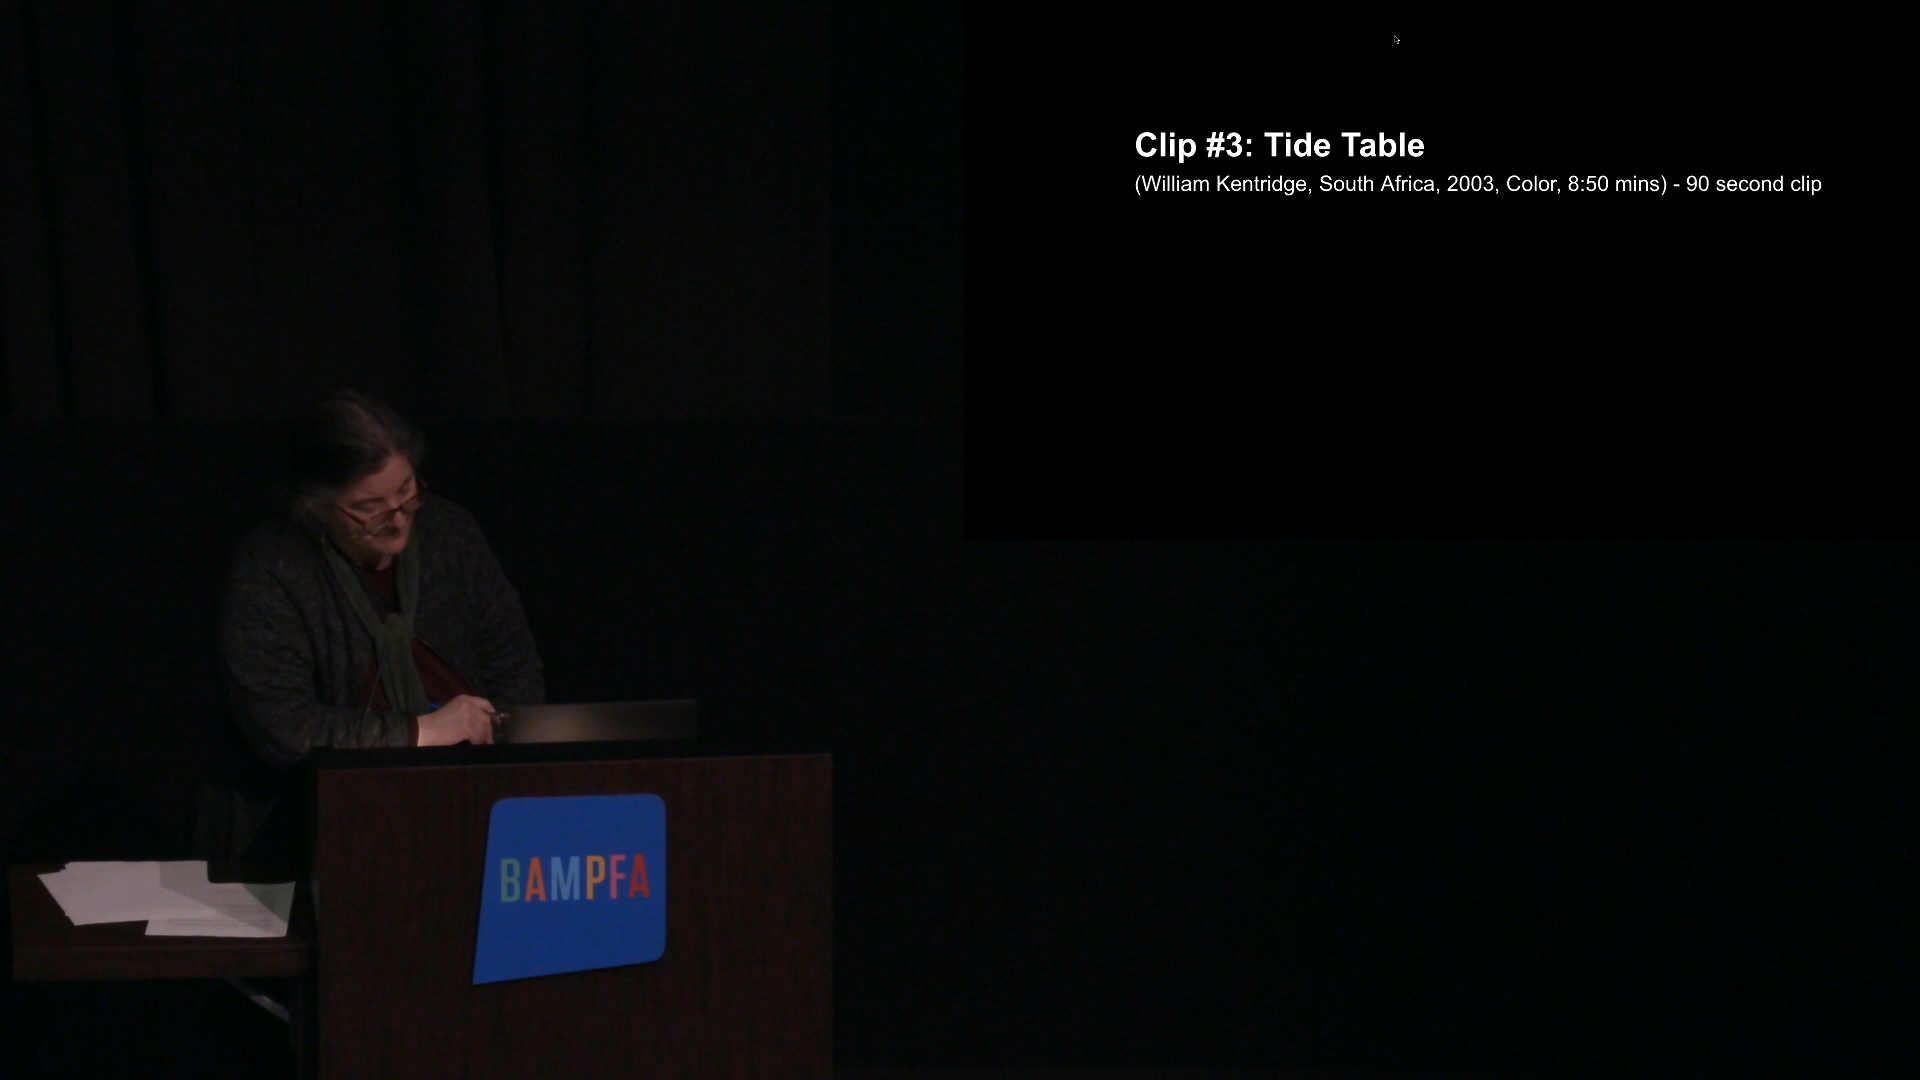 Clip #3: Tide Table
(William Kentridge, South Africa, 2003, Color, 8:50 mins) - 90 second clip
BAMPFA